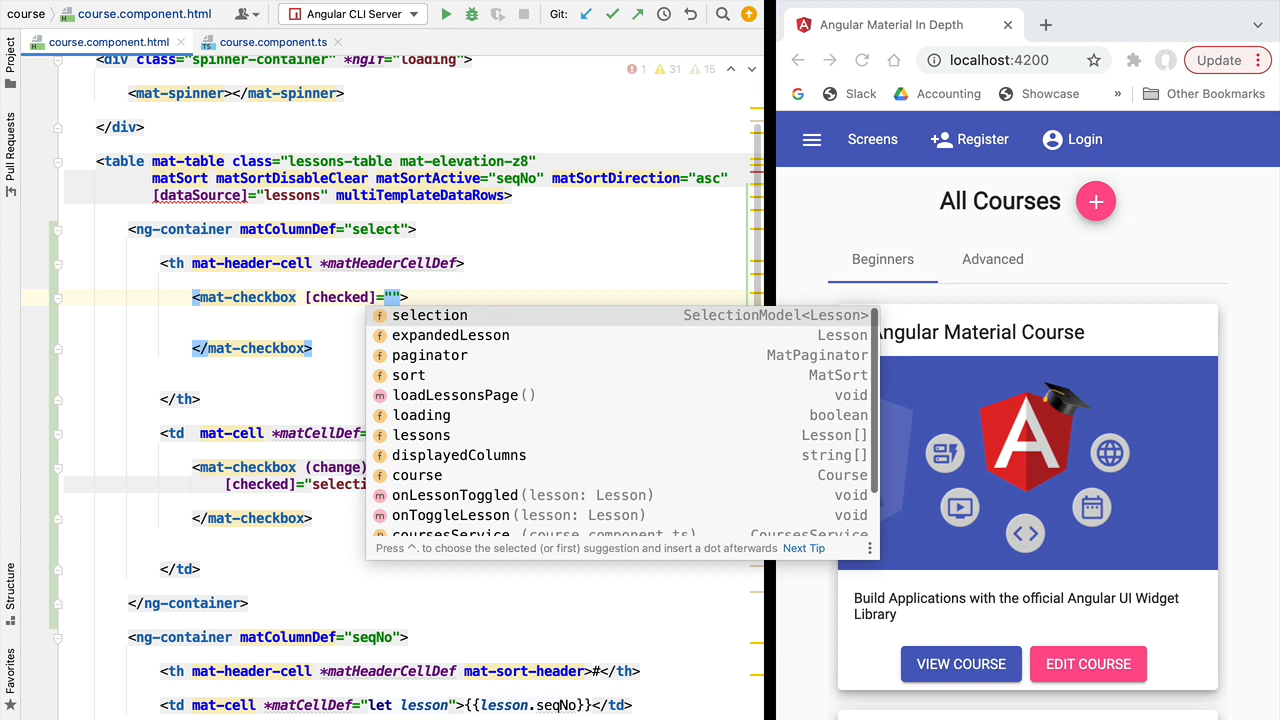 course
course.component.html
Angular CLI Server
Git:
course.component.html
course.component.ts
Project
Pull Requests
Structure
Favorites
1 31 15
<div class="spinner-container" *ngIf="loading">
<mat-spinner></mat-spinner>
</div>
<table mat-table class="lessons-table mat-elevation-z8"
matSort matSortDisableClear matSortActive="seqNo" matSortDirection="asc"
[dataSource]="lessons" multiTemplateDataRows>
<ng-container matColumnDef="select">
<th mat-header-cell *matHeaderCellDef>
<mat-checkbox [checked]="">
</mat-checkbox>
</th>
<td mat-cell *matCellDef=
<mat-checkbox (change)
[checked]="selecti
</mat-checkbox>
</td>
</ng-container>
<ng-container matColumnDef="seqNo">
<th mat-header-cell *matHeaderCellDef mat-sort-header>#</th>
<td mat-cell *matCellDef="let lesson">{{lesson.seqNo}}</td>
f selection SelectionModel<Lesson>
f expandedLesson Lesson
f paginator MatPaginator
f sort MatSort
m loadLessonsPage() void
f loading boolean
f lessons Lesson[]
f displayedColumns string[]
f course Course
m onLessonToggled(lesson: Lesson) void
m onToggleLesson(lesson: Lesson) void
coursesService (course.component.ts) CoursesService
Press ^. to choose the selected (or first) suggestion and insert a dot afterwards Next Tip
Angular Material In Depth
localhost:4200
Update
Slack
Accounting
Showcase
»
Other Bookmarks
Screens
Register
Login
All Courses
Beginners
Advanced
Angular Material Course
Build Applications with the official Angular UI Widget
Library
VIEW COURSE
EDIT COURSE